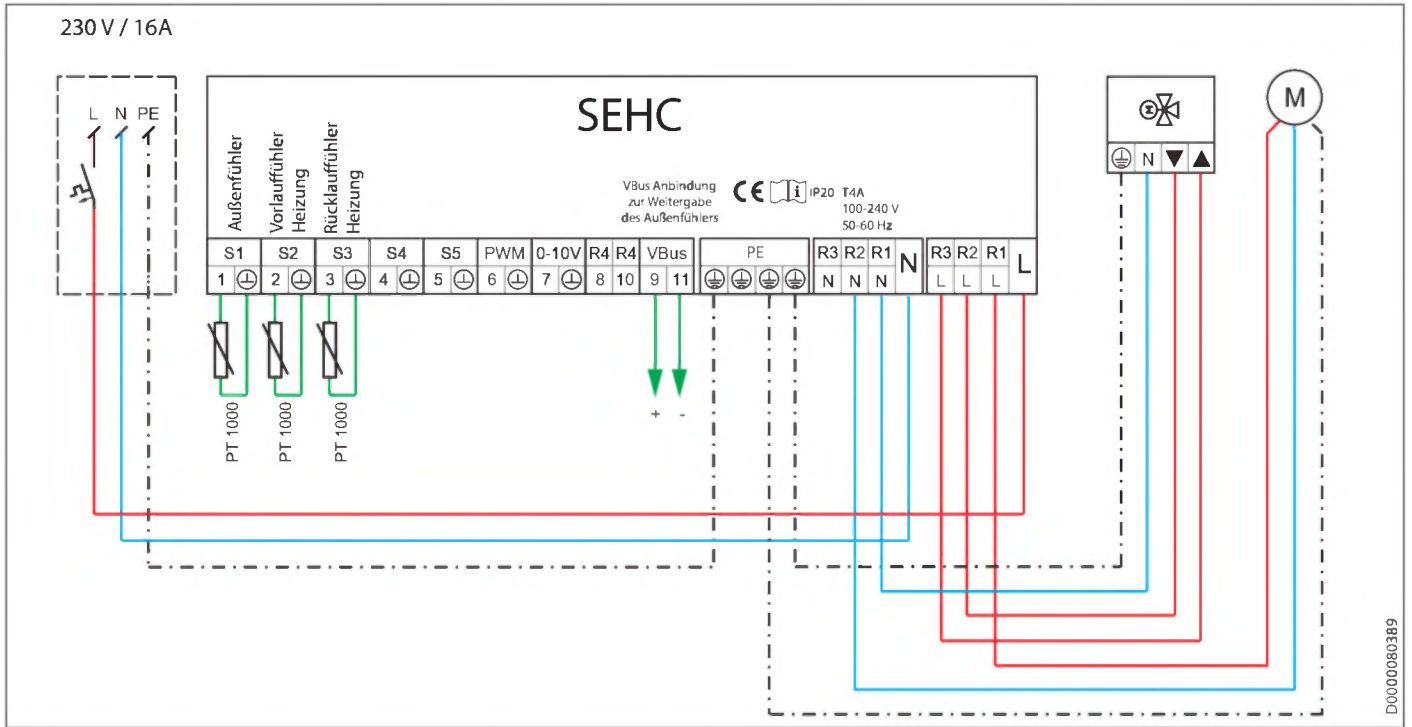 230 V / 16A
L N PE
SEHC
Außenfühler
Vorlauffühler
Heizung
Rücklauffühler
Heizung
VBus Anbindung
zur Weitergabe
des Außenfühlers
CE i IP20 T4A
100-240 V
50-60 Hz
M
M
N ▼ ▲
S1 S2 S3 S4 S5 PWM 0-10V R4 R4 VBus PE R3 R2 R1 N R3 R2 R1 L
1 2 3 4 5 6 7 8 10 9 11 N N N L L L
PT 1000
PT 1000
PT 1000
+ -
D0000080389